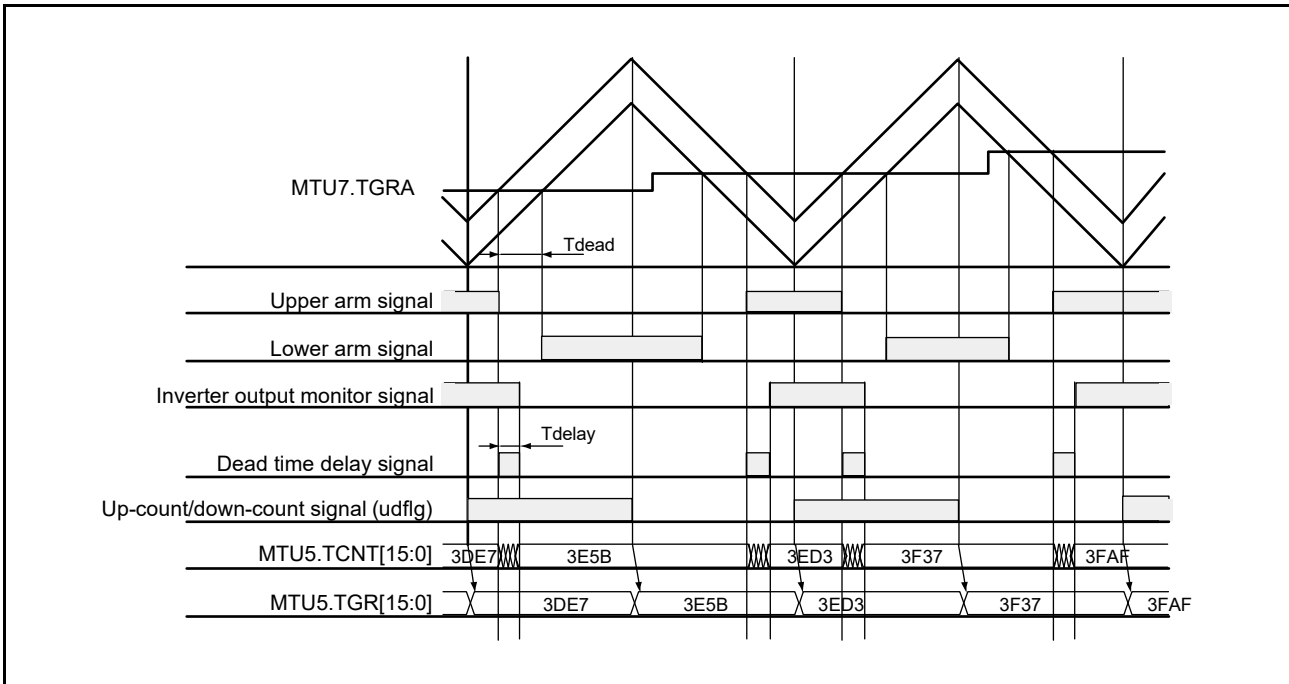 MTU7.TGRA
Tdead
Upper arm signal
Lower arm signal
Inverter output monitor signal
Tdelay
Dead time delay signal
Up-count/down-count signal (udflg)
MTU5.TCNT[15:0] 3DE7 3E5B 3ED3 3F37 3FAF
MTU5.TGR[15:0] 3DE7 3E5B 3ED3 3F37 3FAF